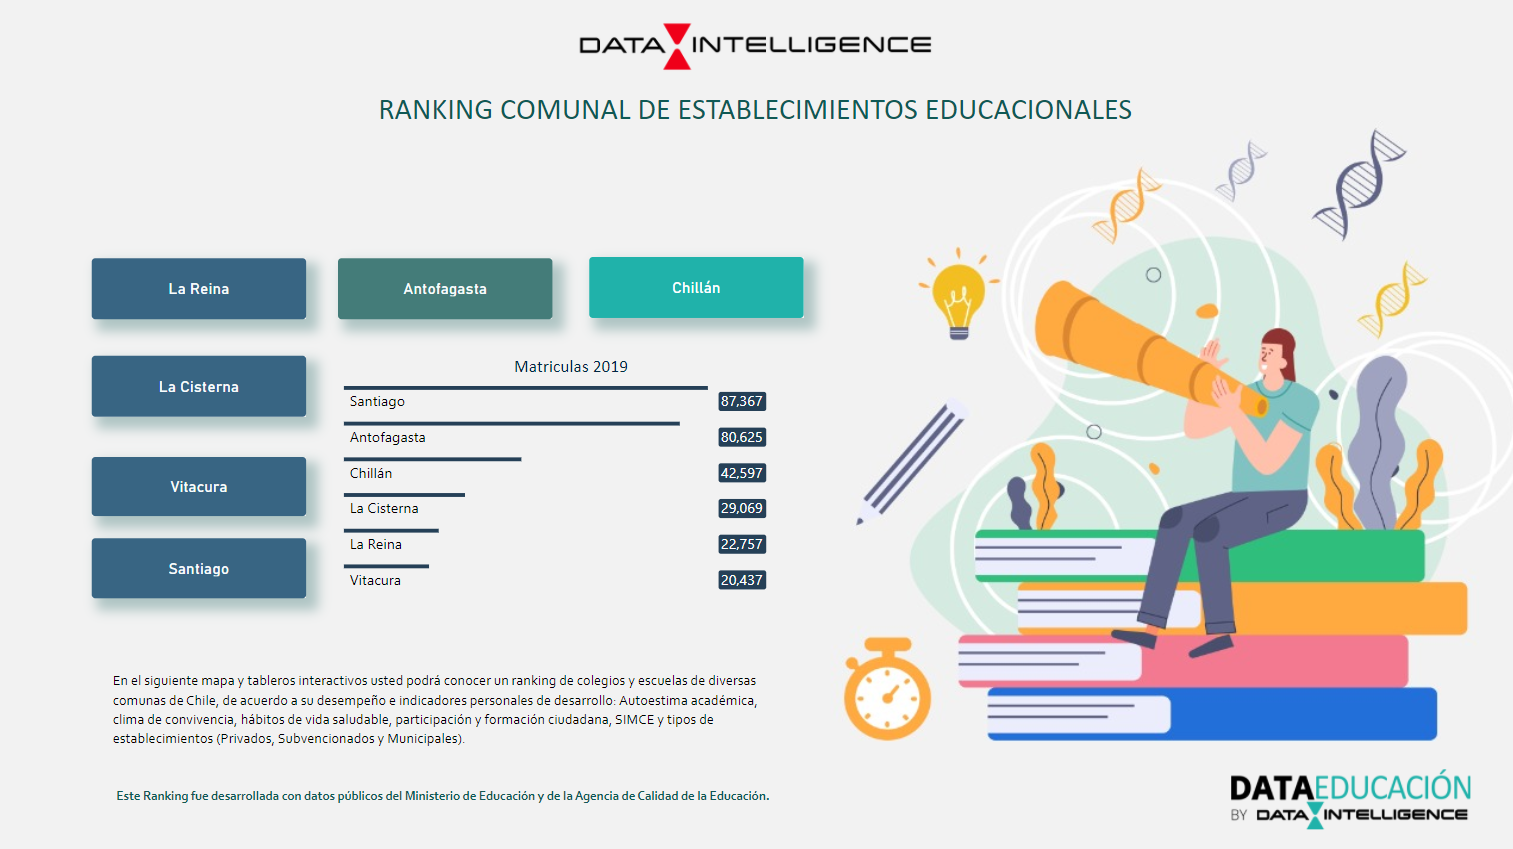 DATA INTELLIGENCE
RANKING COMUNAL DE ESTABLECIMIENTOS EDUCACIONALES
La Reina
Antofagasta
Chillán
La Cisterna
Vitacura
Santiago
Matriculas 2019
Santiago 87,367
Antofagasta 80,625
Chillán 42,597
La Cisterna 29,069
La Reina 22,757
Vitacura 20,437
En el siguiente mapa y tableros interactivos usted podrá conocer un ranking de colegios y escuelas de diversas
comunas de Chile, de acuerdo a su desempeño e indicadores personales de desarrollo: Autoestima académica,
clima de convivencia, hábitos de vida saludable, participación y formación ciudadana, SIMCE y tipos de
establecimientos (Privados, Subvencionados y Municipales).
Este Ranking fue desarrollada con datos públicos del Ministerio de Educación y de la Agencia de Calidad de la Educación.
DATAEDUCACIÓN
BY DATA INTELLIGENCE